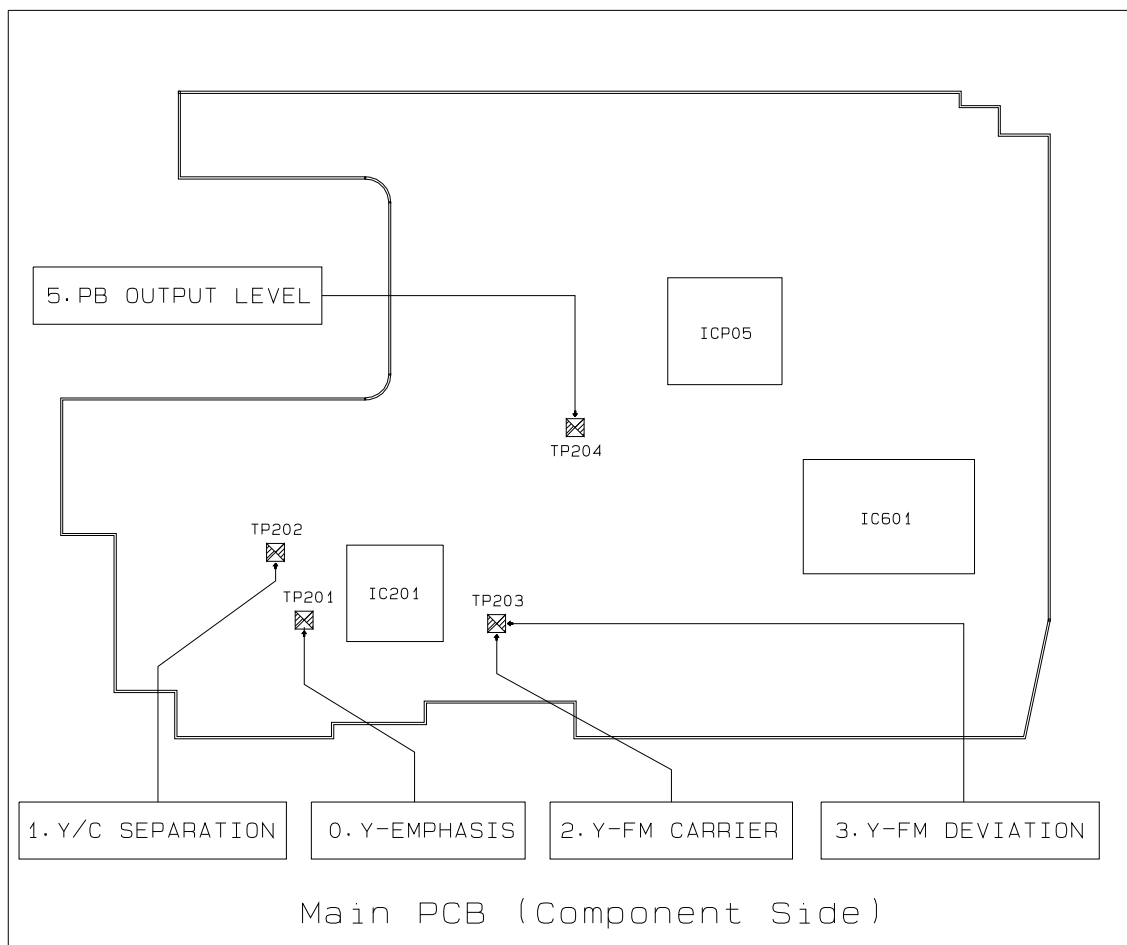 5. PB OUTPUT LEVEL
ICP05
TP204
IC601
TP202
TP201
IC201
TP203
1. Y/C SEPARATION
0. Y-EMPHASIS
2. Y-FM CARRIER
3. Y-FM DEVIATION
Main PCB (Component Side)